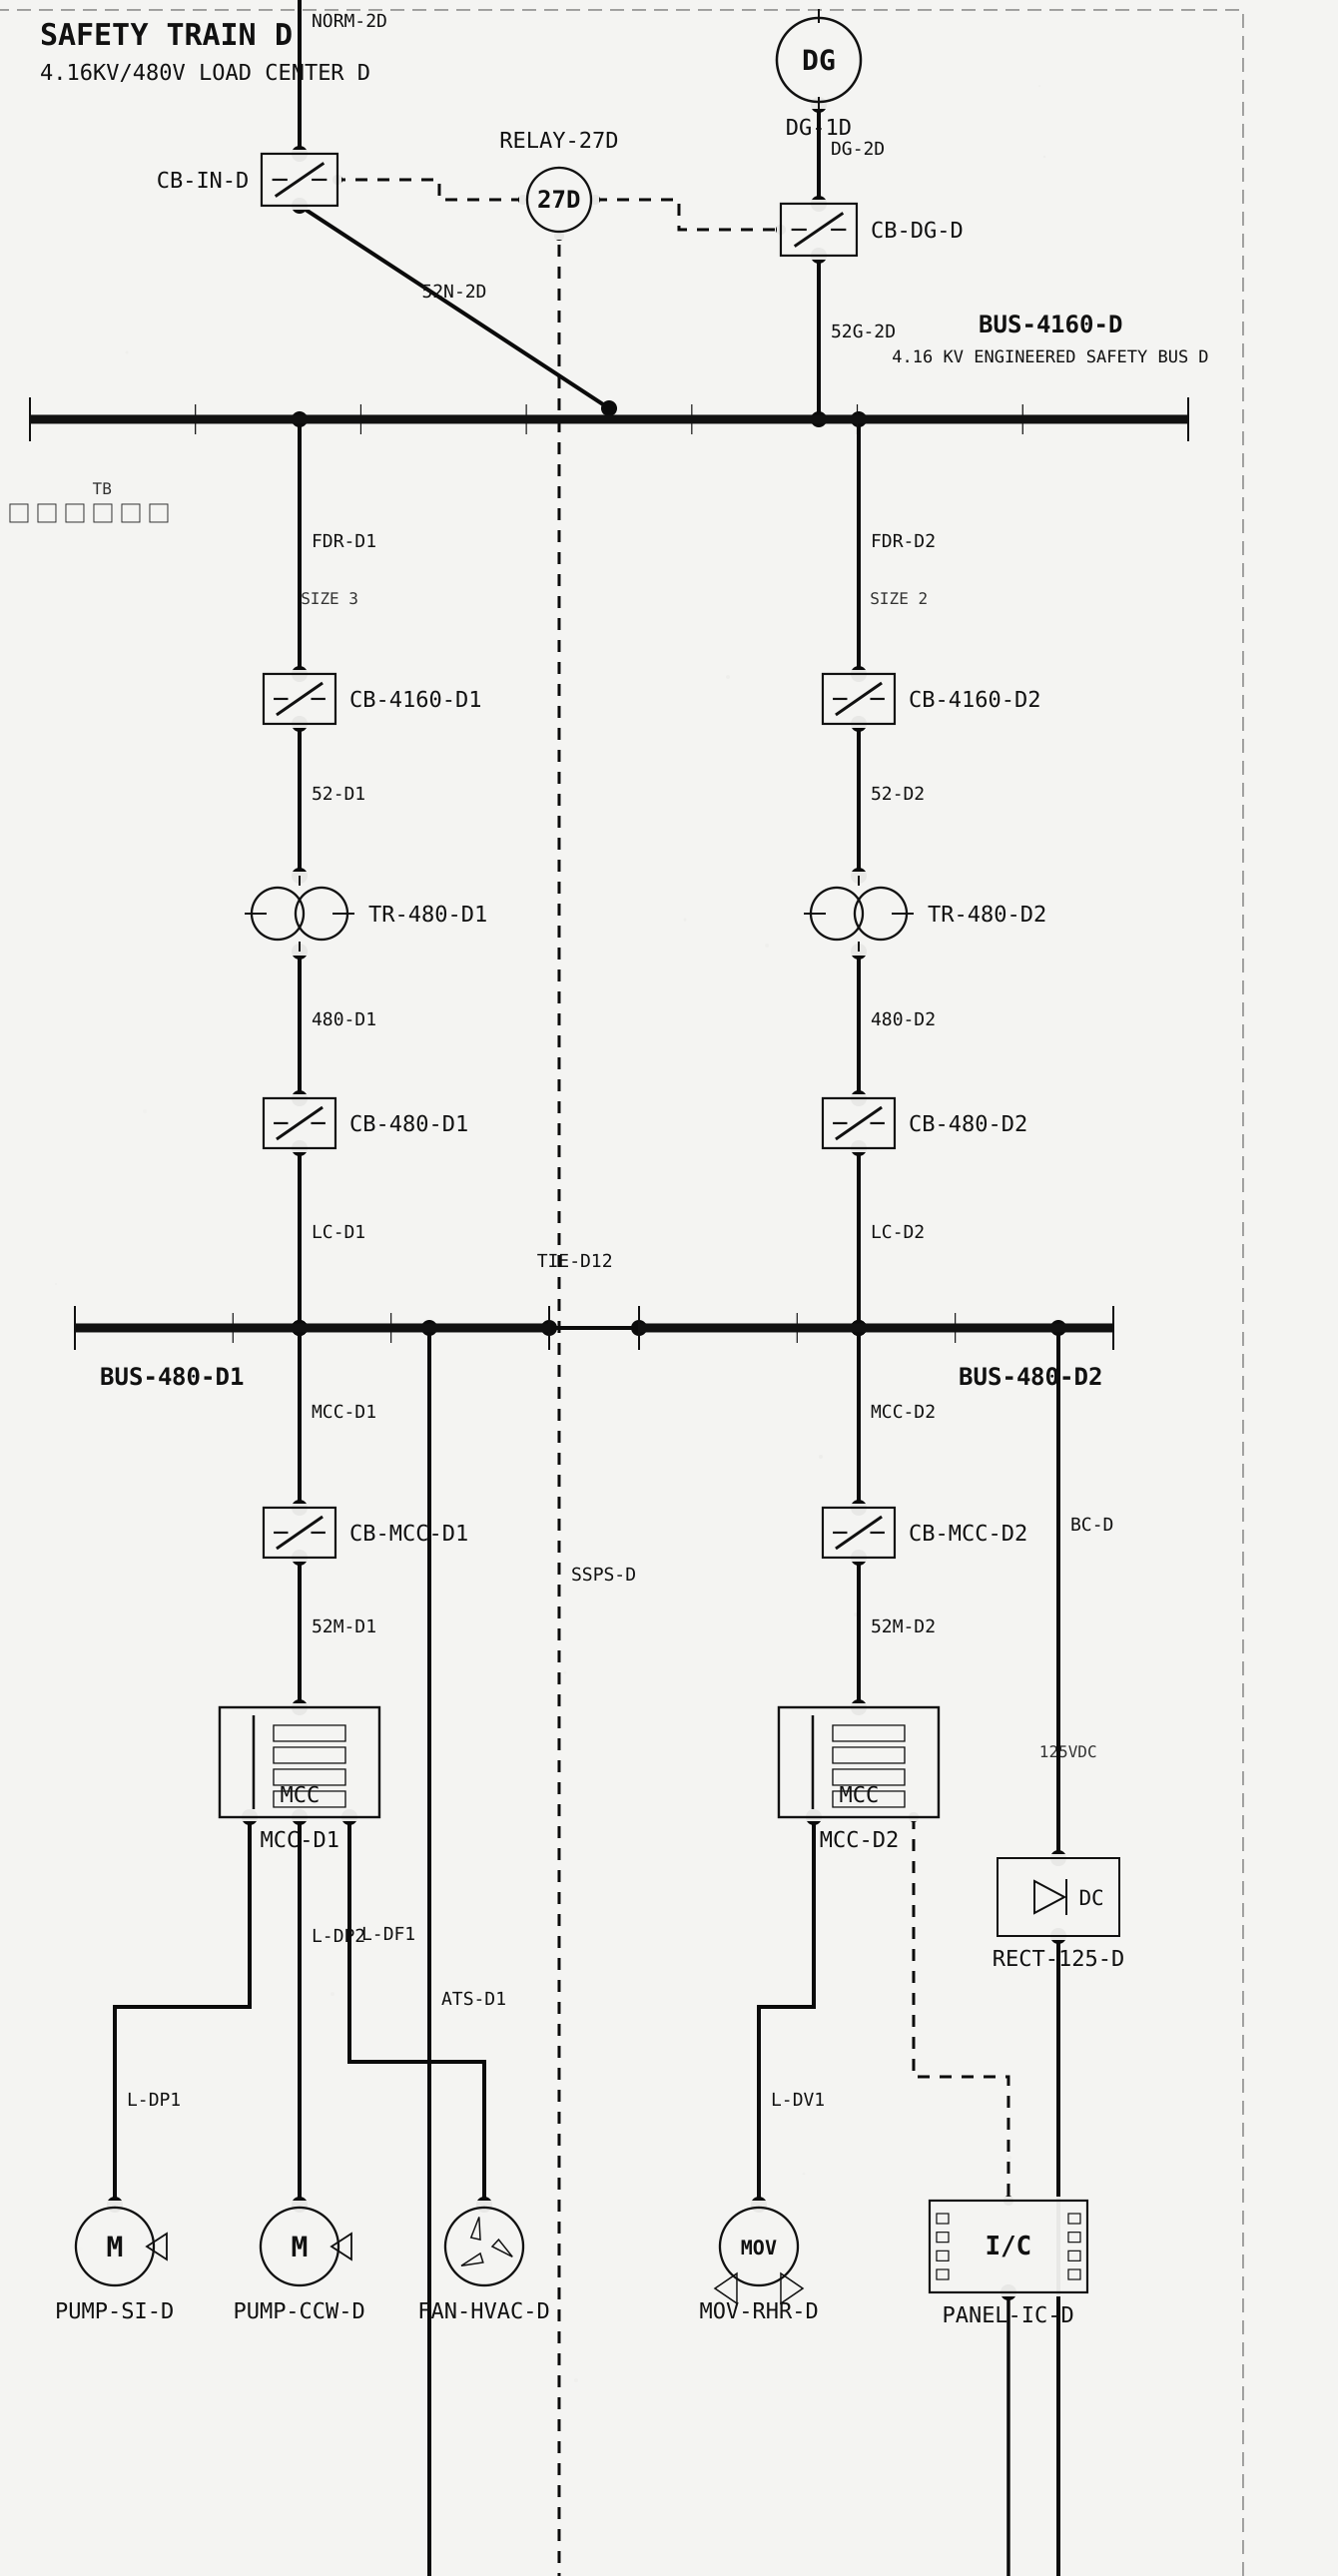 NORM-2D
SAFETY TRAIN D
4.16KV/480V LOAD CENTER D
DG
DG-1D
RELAY-27D
DG-2D
CB-IN-D
27D
CB-DG-D
52N-2D
52G-2D
BUS-4160-D
4.16 KV ENGINEERED SAFETY BUS D
TB
FDR-D1
FDR-D2
SIZE 3
SIZE 2
CB-4160-D1
CB-4160-D2
52-D1
52-D2
TR-480-D1
TR-480-D2
480-D1
480-D2
CB-480-D1
CB-480-D2
LC-D1
LC-D2
TIE-D12
BUS-480-D1
BUS-480-D2
MCC-D1
MCC-D2
CB-MCC-D1
CB-MCC-D2
BC-D
SSPS-D
52M-D1
52M-D2
125VDC
MCC
MCC
MCC-D1
MCC-D2
DC
RECT-125-D
L-DP2
L-DF1
ATS-D1
L-DP1
L-DV1
M
M
MOV
I/C
PUMP-SI-D
PUMP-CCW-D
FAN-HVAC-D
MOV-RHR-D
PANEL-IC-D